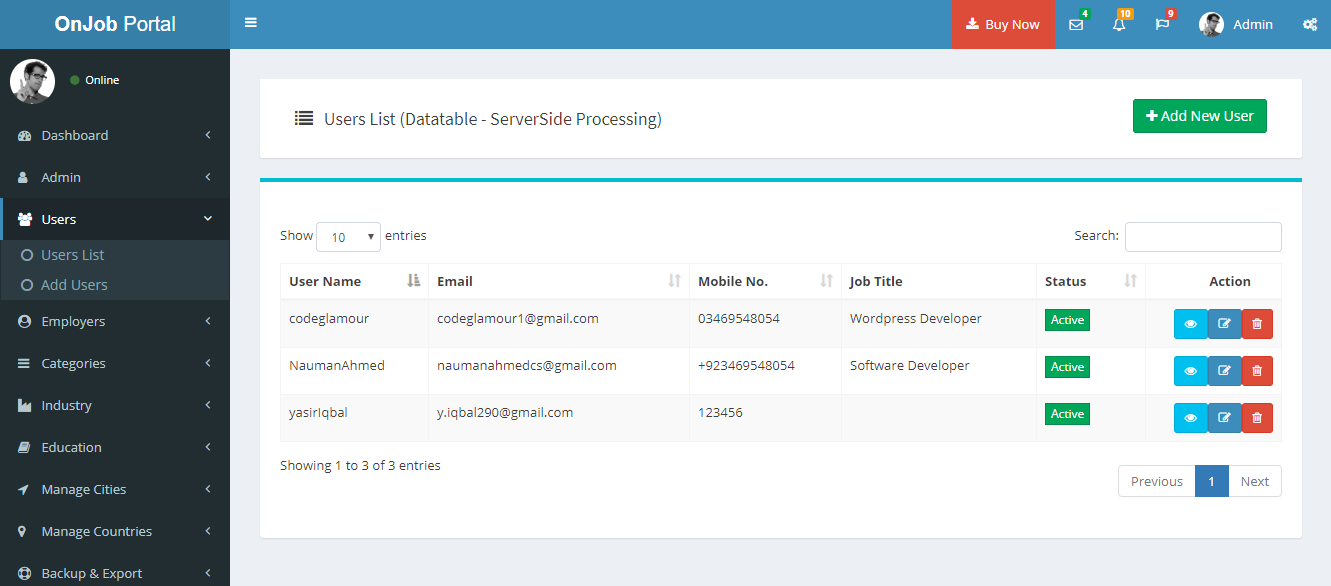 OnJob Portal
Buy Now
4
10
9
Admin
Online
Dashboard
Admin
Users
Users List
Add Users
Employers
Categories
Industry
Education
Manage Cities
Manage Countries
Backup & Export
Users List (Datatable - ServerSide Processing)
Add New User
Show 10 entries
Search:
User Name Email Mobile No. Job Title Status Action
codeglamour codeglamour1@gmail.com 03469548054 Wordpress Developer Active
NaumanAhmed naumanahmedcs@gmail.com +923469548054 Software Developer Active
yasirIqbal y.iqbal290@gmail.com 123456 Active
Showing 1 to 3 of 3 entries
Previous 1 Next